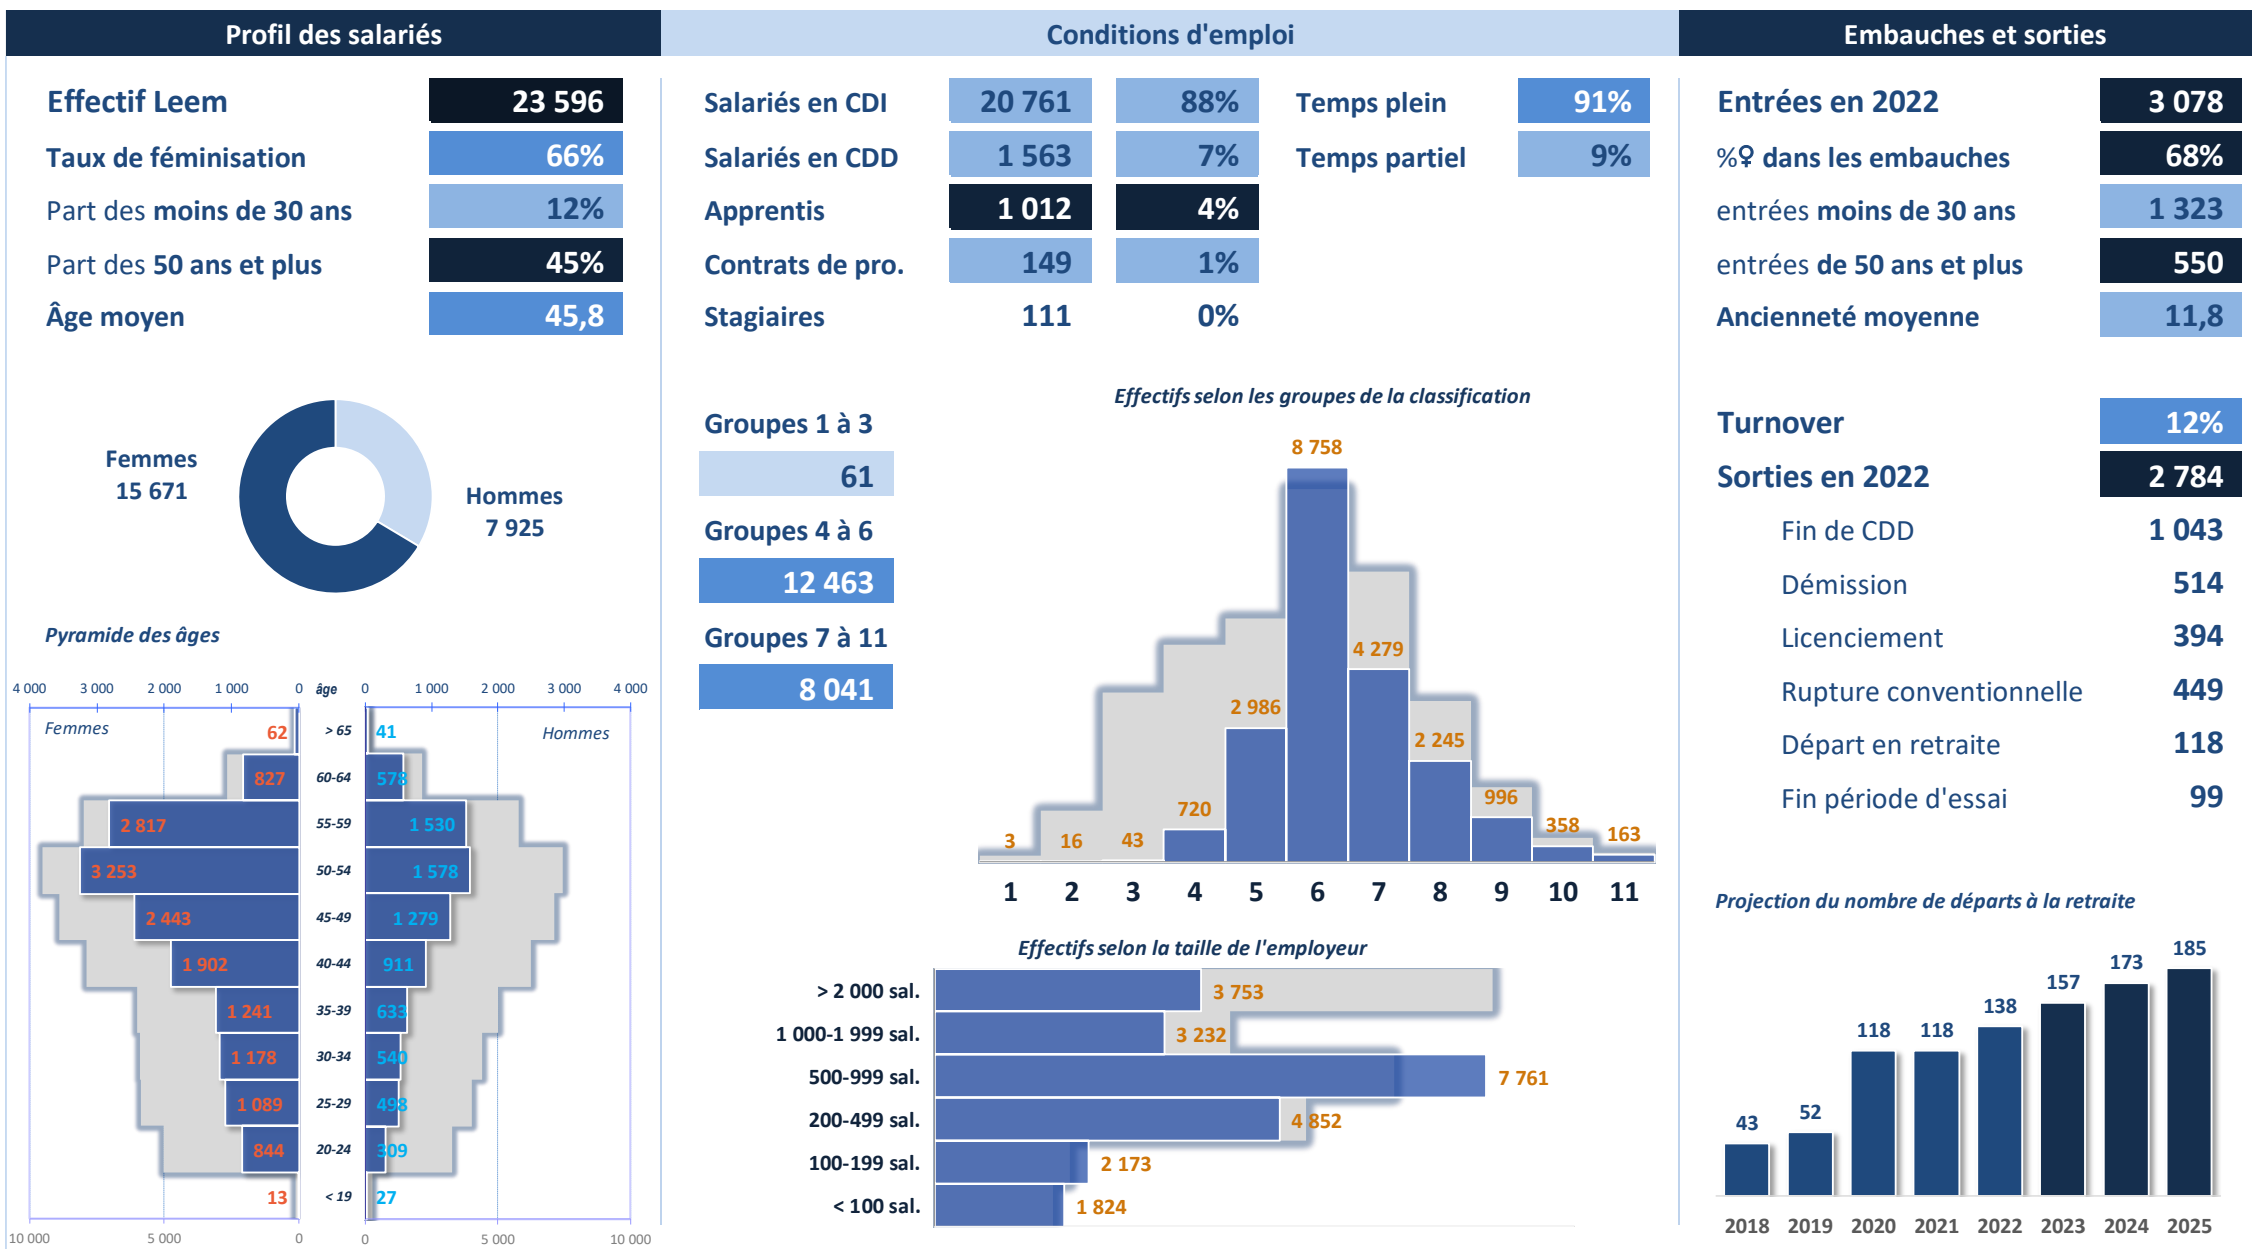 Profil des salariés
Effectif Leem 23 596
Taux de féminisation 66%
Part des moins de 30 ans 12%
Part des 50 ans et plus 45%
Âge moyen 45,8
Femmes
15 671
Hommes
7 925
Pyramide des âges
4 000 3 000 2 000 1 000 0 âge 0 1 000 2 000 3 000 4 000
Femmes Hommes
62 > 65 41
827 60-64 578
2 817 55-59 1 530
3 253 50-54 1 578
2 443 45-49 1 279
1 902 40-44 911
1 241 35-39 633
1 178 30-34 540
1 089 25-29 498
844 20-24 309
13 < 19 27
10 000 5 000 0 0 5 000 10 000
Conditions d'emploi
Salariés en CDI 20 761 88% Temps plein 91%
Salariés en CDD 1 563 7% Temps partiel 9%
Apprentis 1 012 4%
Contrats de pro. 149 1%
Stagiaires 111 0%
Groupes 1 à 3
61
Groupes 4 à 6
12 463
Groupes 7 à 11
8 041
Effectifs selon les groupes de la classification
3 16 43 720 2 986 8 758 4 279 2 245 996 358 163
1 2 3 4 5 6 7 8 9 10 11
Effectifs selon la taille de l'employeur
> 2 000 sal. 3 753
1 000-1 999 sal. 3 232
500-999 sal. 7 761
200-499 sal. 4 852
100-199 sal. 2 173
< 100 sal. 1 824
Embauches et sorties
Entrées en 2022 3 078
%♀ dans les embauches 68%
entrées moins de 30 ans 1 323
entrées de 50 ans et plus 550
Ancienneté moyenne 11,8
Turnover 12%
Sorties en 2022 2 784
Fin de CDD 1 043
Démission 514
Licenciement 394
Rupture conventionnelle 449
Départ en retraite 118
Fin période d'essai 99
Projection du nombre de départs à la retraite
43 52 118 118 138 157 173 185
2018 2019 2020 2021 2022 2023 2024 2025